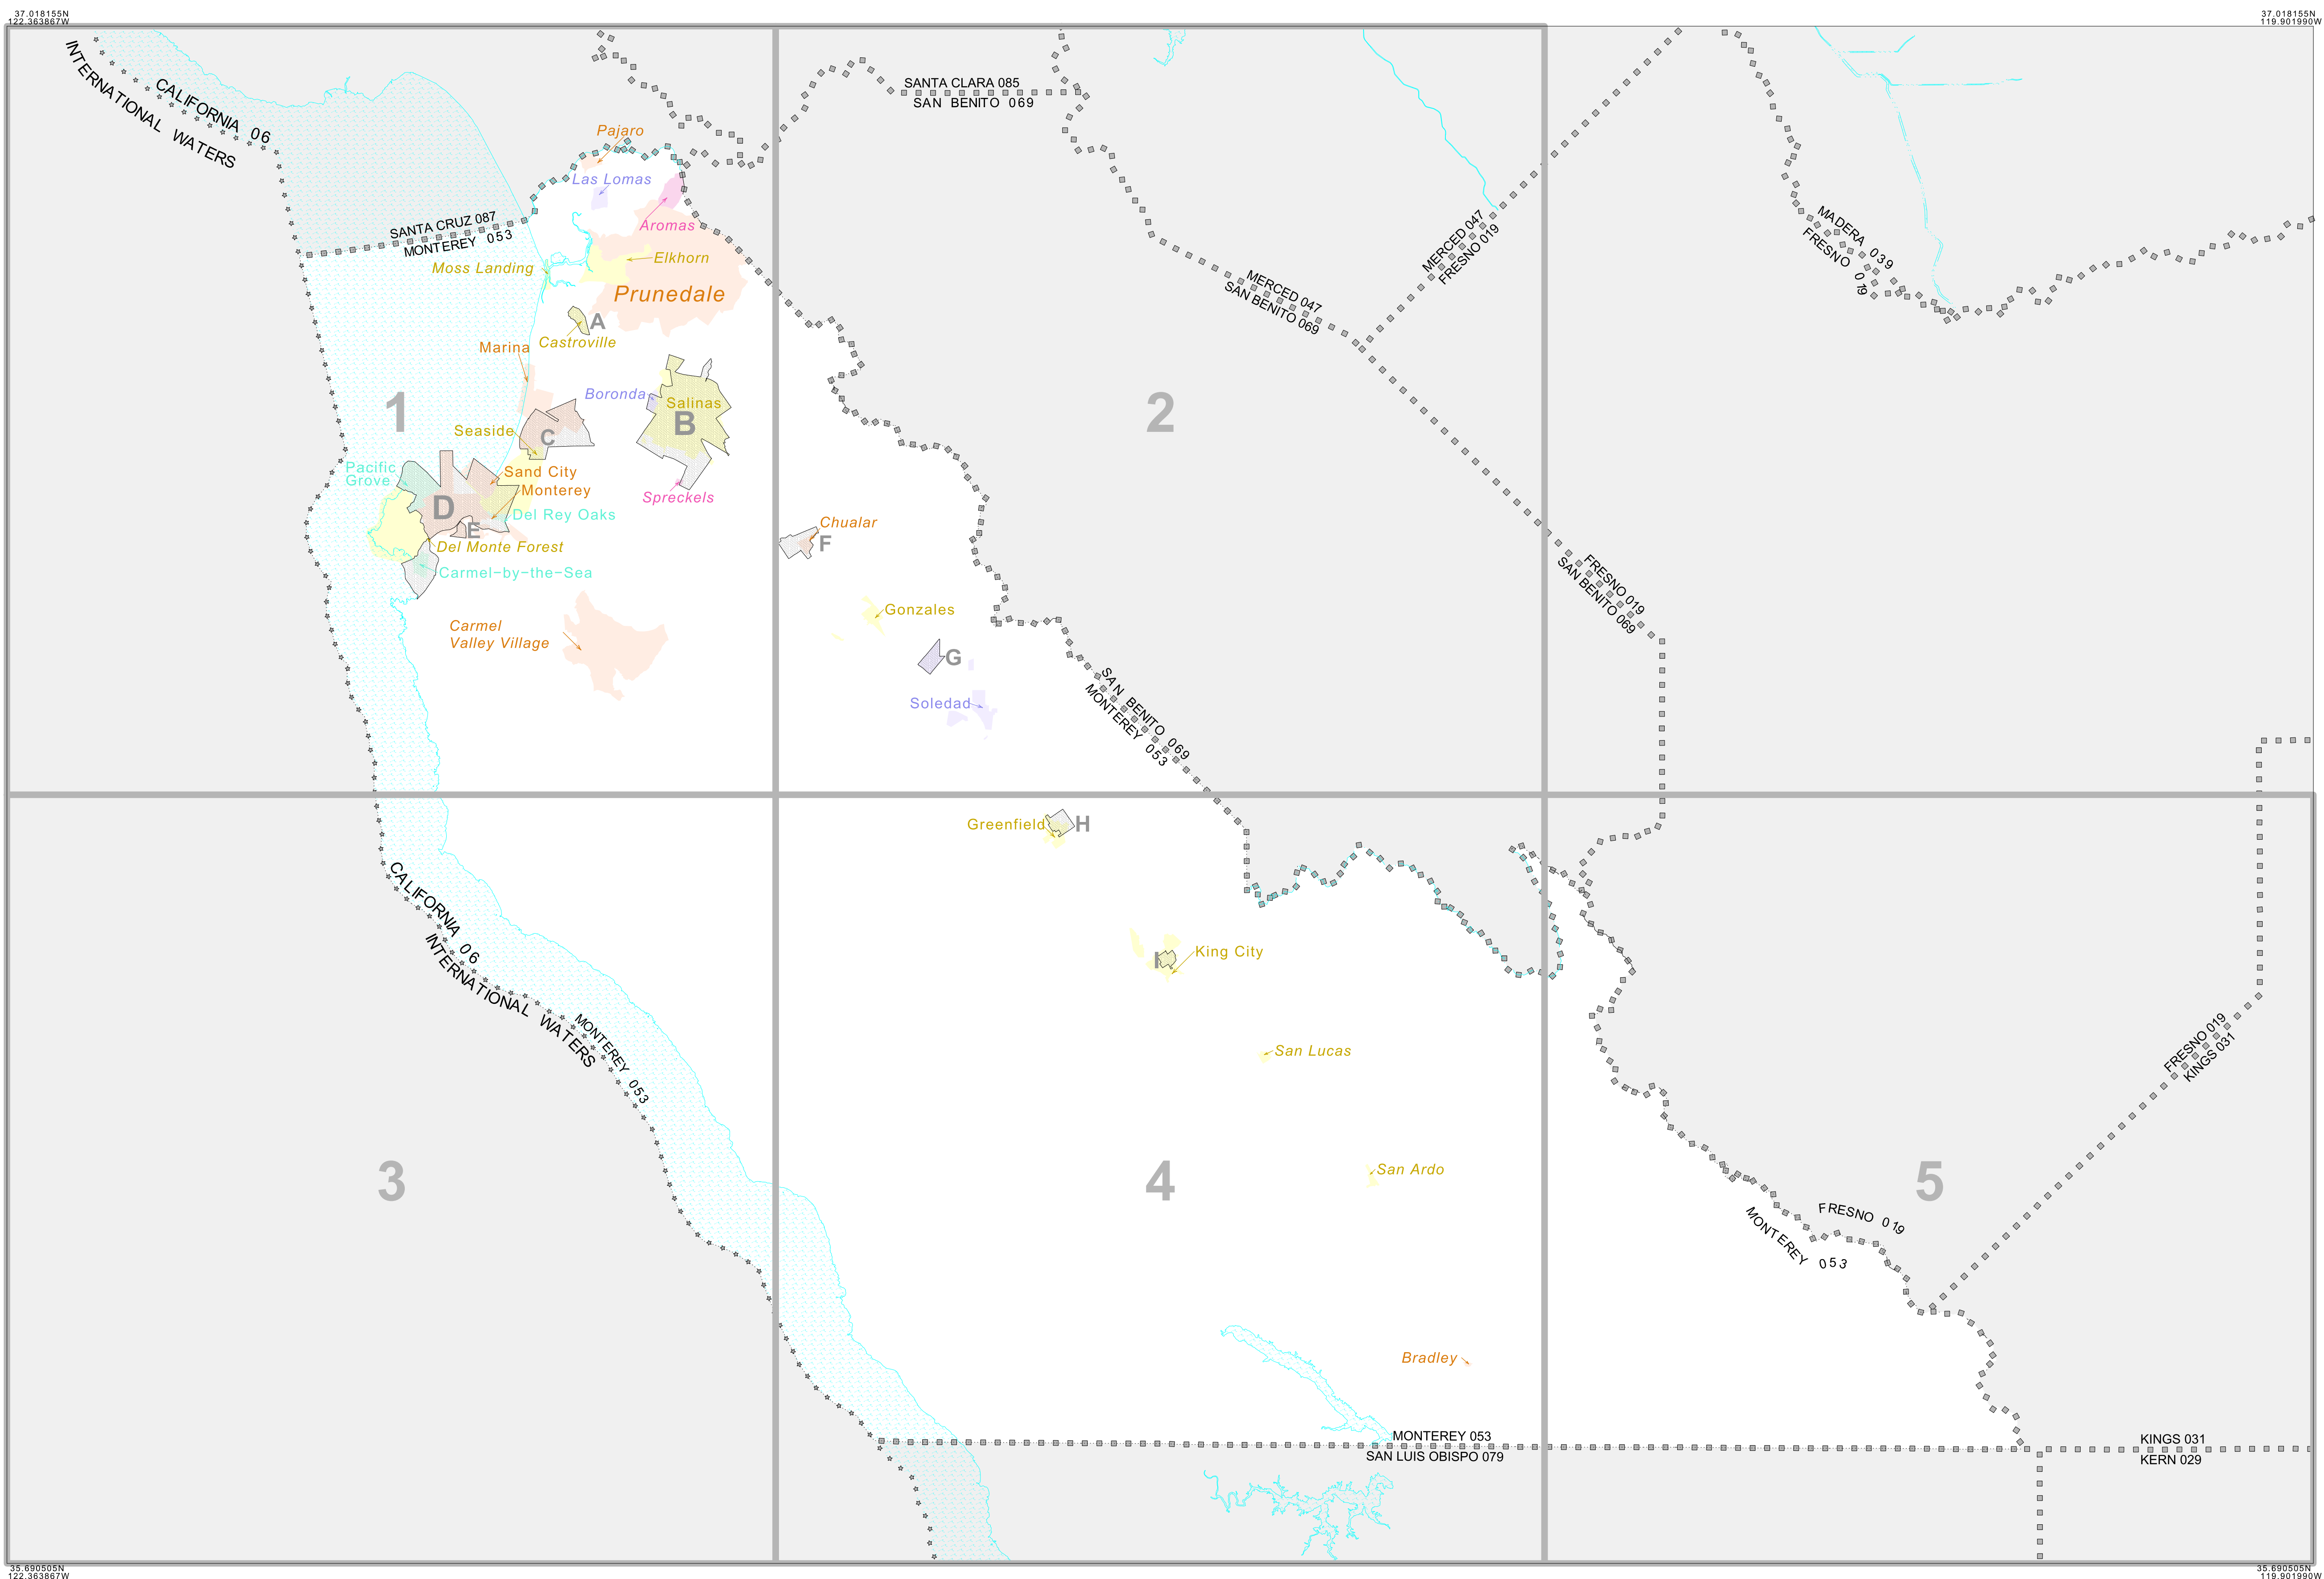 37.018155N
122.363867W
37.018155N
119.901990W
INTERNATIONAL WATERS
CALIFORNIA 06
SANTA CLARA 085
SAN BENITO 069
Pajaro
Las Lomas
Aromas
SANTA CRUZ 087
MONTEREY 053
Moss Landing
Elkhorn
Prunedale
A
Castroville
Marina
MERCED 047
FRESNO 019
MERCED 047
SAN BENITO 069
MADERA 039
FRESNO 019
1
2
Boronda
Salinas
B
Seaside
C
Pacific
Grove
Sand City
Monterey
D
Del Rey Oaks
E
Spreckels
Del Monte Forest
Carmel-by-the-Sea
Chualar
F
Gonzales
FRESNO 019
SAN BENITO 069
Carmel
Valley Village
G
Soledad
SAN BENITO 069
MONTEREY 053
Greenfield
H
CALIFORNIA 06
INTERNATIONAL WATERS
MONTEREY 053
I
King City
San Lucas
FRESNO 019
KINGS 031
3
4
5
San Ardo
FRESNO 019
MONTEREY 053
Bradley
MONTEREY 053
SAN LUIS OBISPO 079
KINGS 031
KERN 029
35.690505N
122.363867W
35.690505N
119.901990W